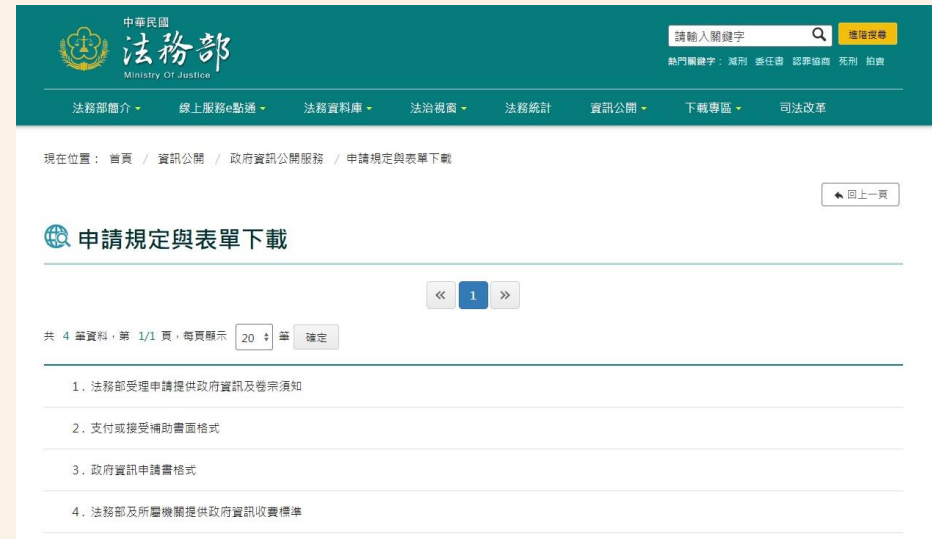 中華民國
法務部
Ministry Of Justice
請輸入關鍵字
進階搜尋
熱門關鍵字： 減刑 委任書 認罪協商 死刑 拍賣
法務部簡介 線上服務e點通 法務資料庫 法治視窗 法務統計 資訊公開 下載專區 司法改革
現在位置： 首頁 / 資訊公開 / 政府資訊公開服務 / 申請規定與表單下載
回上一頁
申請規定與表單下載
« 1 »
共 4 筆資料，第 1/1 頁，每頁顯示 20 筆 確定
1. 法務部受理申請提供政府資訊及卷宗須知
2. 支付或接受補助書面格式
3. 政府資訊申請書格式
4. 法務部及所屬機關提供政府資訊收費標準